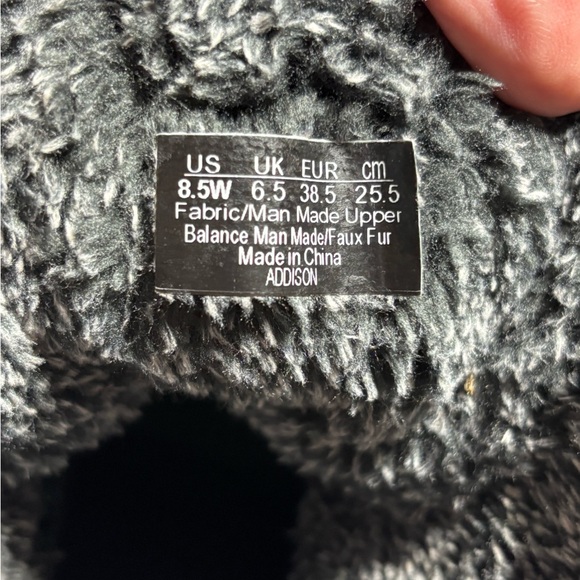 US UK EUR cm
8.5W 6.5 38.5 25.5
Fabric/Man Made Upper
Balance Man Made/Faux Fur
Made in China
ADDISON